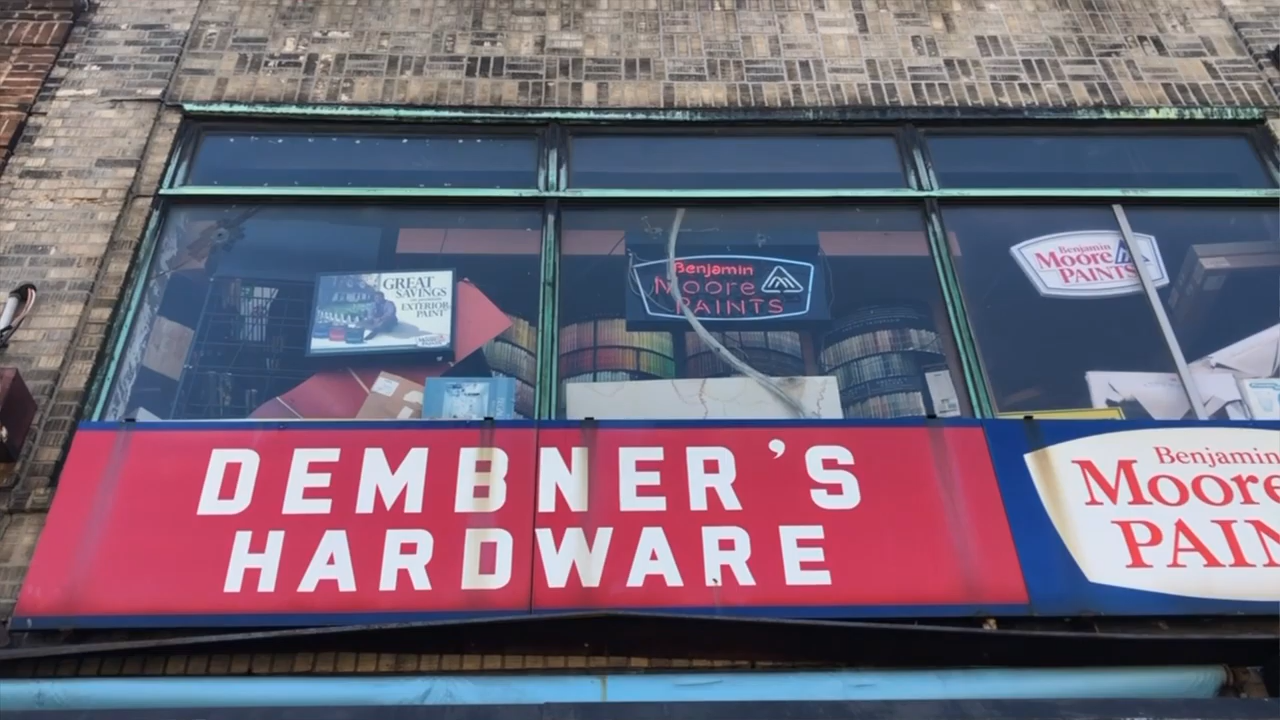 GREAT
SAVINGS
EXTERIOR
PAINT
Benjamin
Moore
PAINTS
Benjamin
Moore
PAINTS
DEMBNER'S
HARDWARE
Benjamin
Moore
PAIN